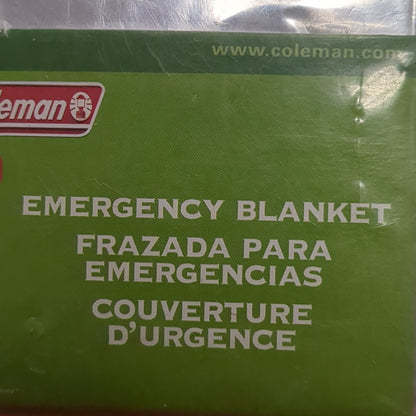 www.coleman.com
leman
EMERGENCY BLANKET
FRAZADA PARA
EMERGENCIAS
COUVERTURE
D'URGENCE